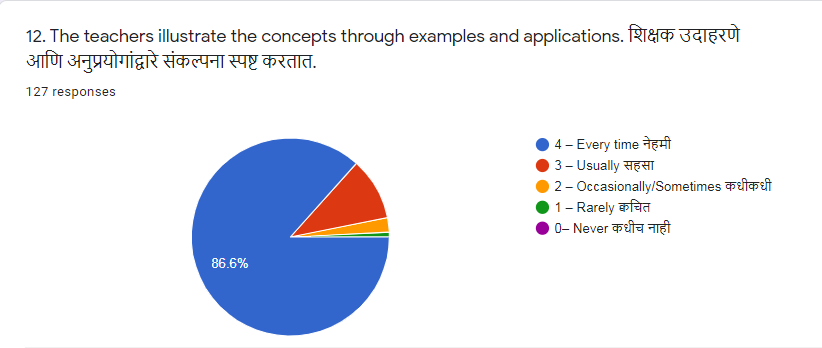 12. The teachers illustrate the concepts through examples and applications. शिक्षक उदाहरणे
आणि अनुप्रयोगांद्वारे संकल्पना स्पष्ट करतात.
127 responses
4 – Every time नेहमी
3 – Usually सहसा
2 – Occasionally/Sometimes कधीकधी
1 – Rarely कचित
0– Never कधीच नाही
86.6%